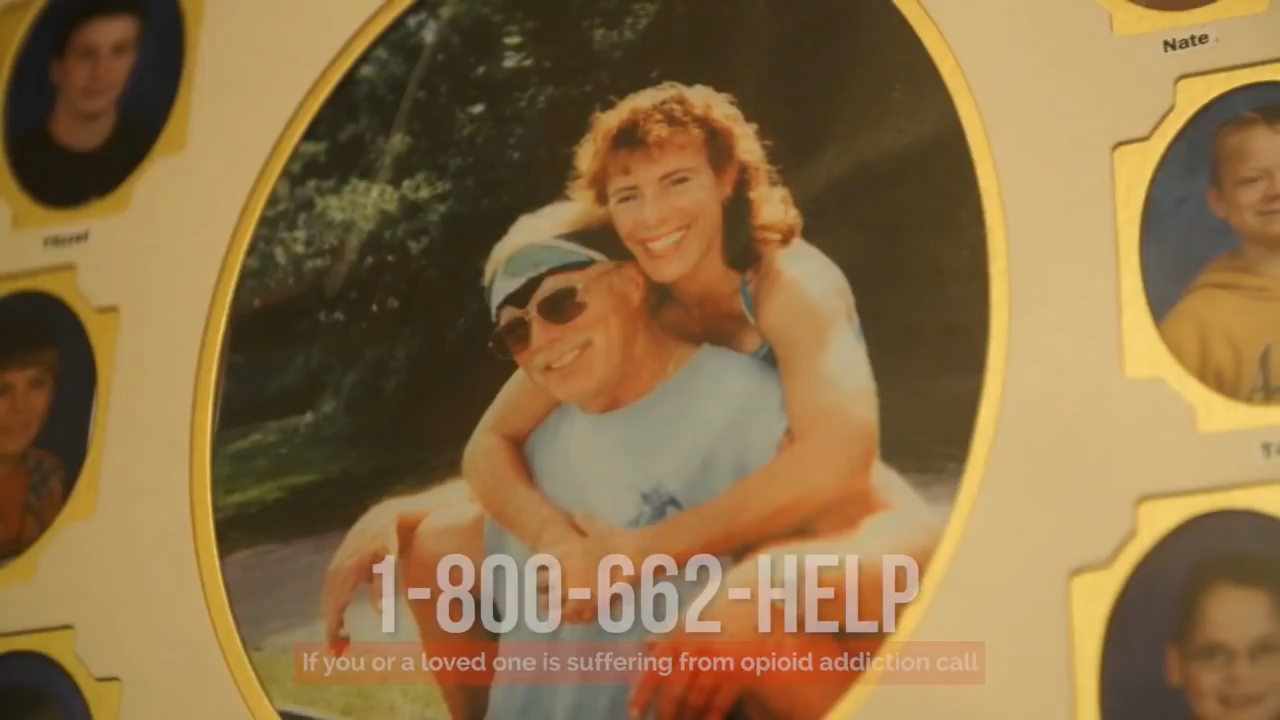 Nate
1-800-662-HELP
If you or a loved one is suffering from opioid addiction call